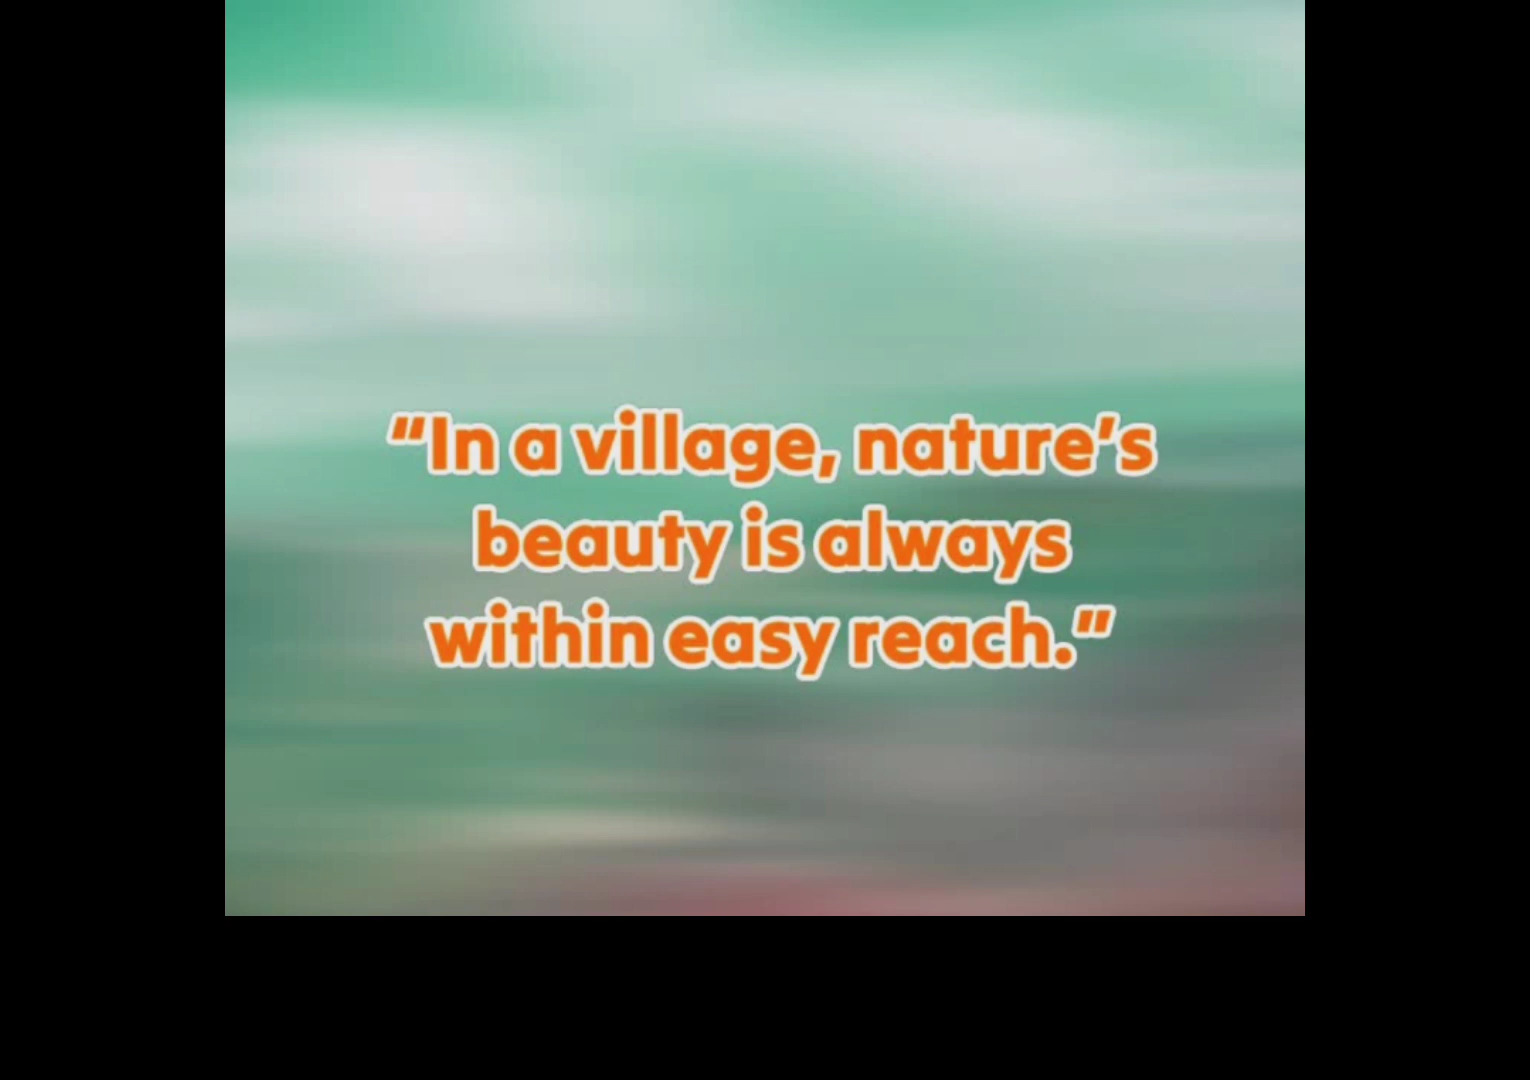 “In a village, nature’s
beauty is always
within easy reach.”